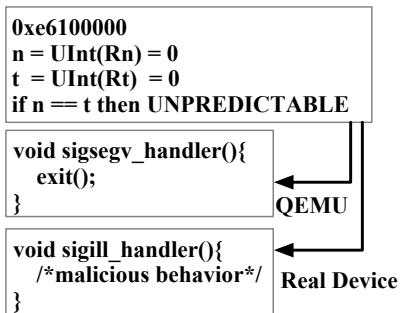 0xe6100000
n = UInt(Rn) = 0
t = UInt(Rt) = 0
if n == t then UNPREDICTABLE
void sigsegv_handler(){
exit();
}
QEMU
void sigill_handler(){
/*malicious behavior*/
}
Real Device